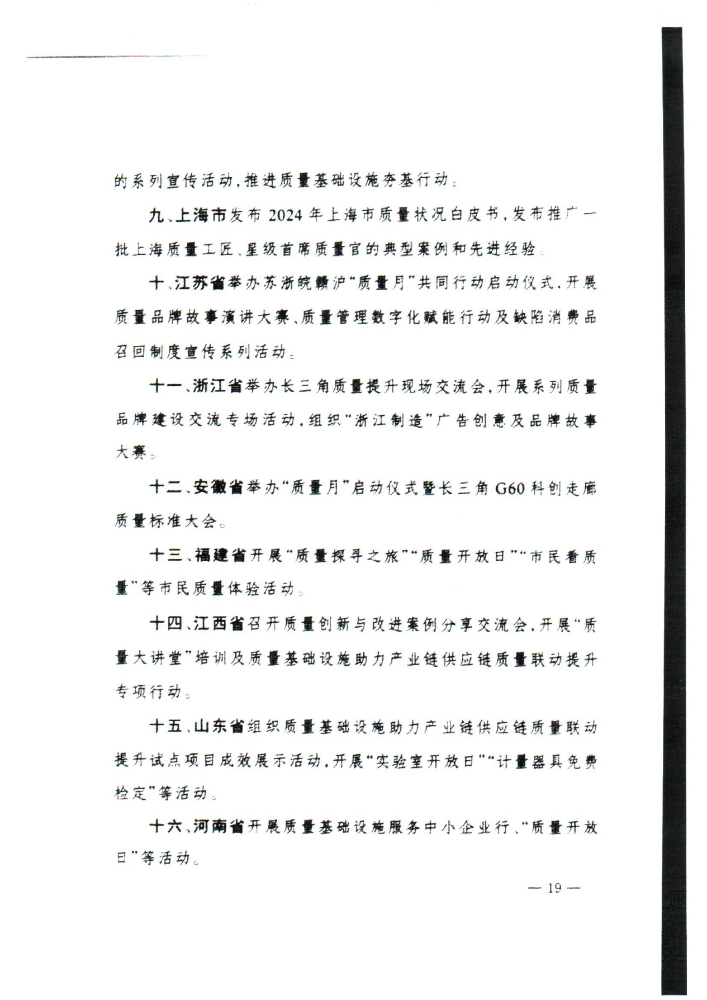 的系列宣传活动,推进质量基础设施夯基行动。
九、上海市发布 2024 年上海市质量状况白皮书,发布推广一
批上海质量工匠、星级首席质量官的典型案例和先进经验。
十、江苏省举办苏浙皖赣沪“质量月”共同行动启动仪式,开展
质量品牌故事演讲大赛、质量管理数字化赋能行动及缺陷消费品
召回制度宣传系列活动。
十一、浙江省举办长三角质量提升现场交流会,开展系列质量
品牌建设交流专场活动,组织“浙江制造”广告创意及品牌故事
大赛。
十二、安徽省举办“质量月”启动仪式暨长三角 G60 科创走廊
质量标准大会。
十三、福建省开展“质量探寻之旅”“质量开放日”“市民看质
量”等市民质量体验活动。
十四、江西省召开质量创新与改进案例分享交流会,开展“质
量大讲堂”培训及质量基础设施助力产业链供应链质量联动提升
专项行动。
十五、山东省组织质量基础设施助力产业链供应链质量联动
提升试点项目成效展示活动,开展“实验室开放日”“计量器具免费
检定”等活动。
十六、河南省开展质量基础设施服务中小企业行、“质量开放
日”等活动。
— 19 —